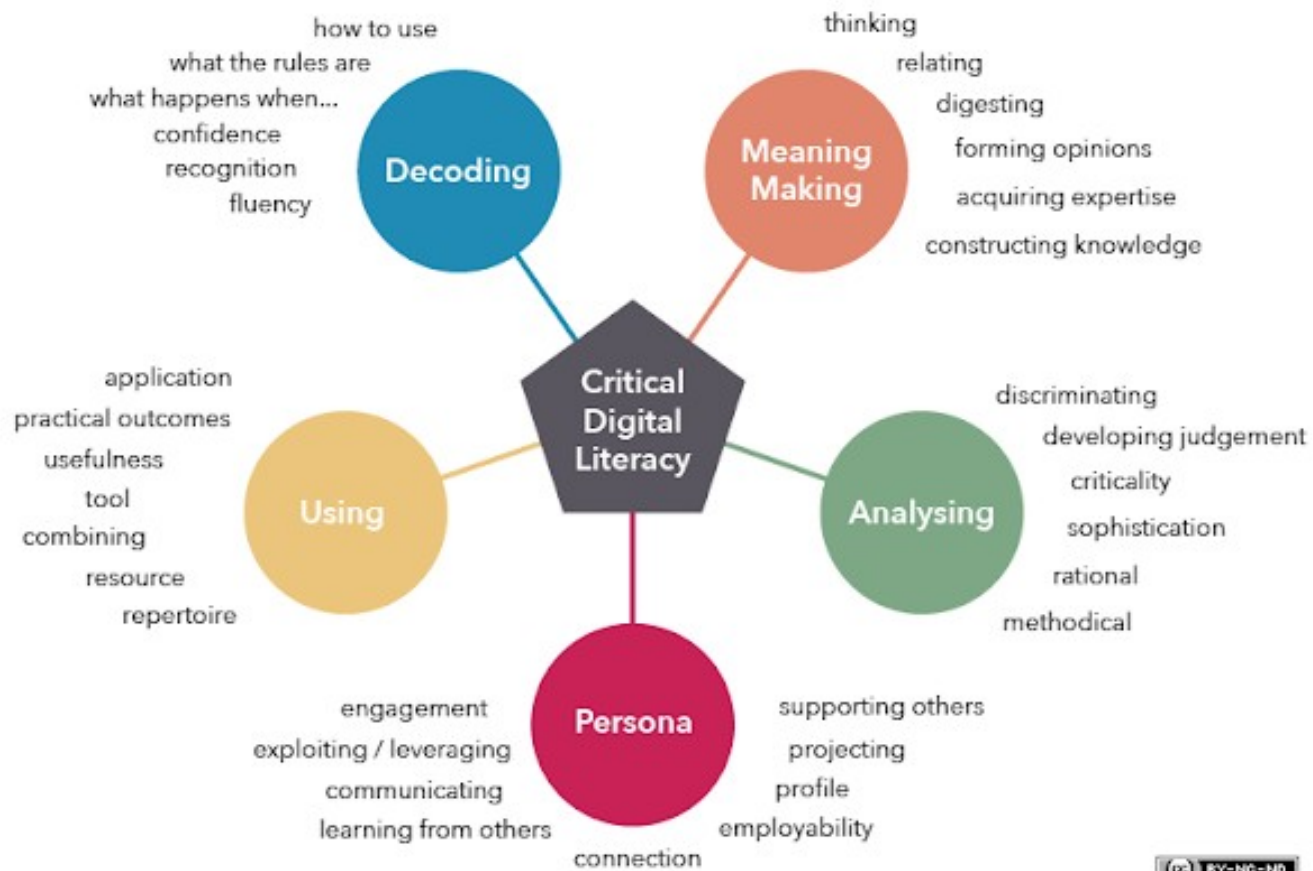 how to use
what the rules are
what happens when...
confidence
recognition
fluency
Decoding
thinking
relating
digesting
forming opinions
acquiring expertise
constructing knowledge
Meaning
Making
Critical
Digital
Literacy
application
practical outcomes
usefulness
tool
combining
resource
repertoire
Using
discriminating
developing judgement
criticality
sophistication
rational
methodical
Analysing
engagement
exploiting / leveraging
communicating
learning from others
connection
Persona
supporting others
projecting
profile
employability
BY-NC-ND